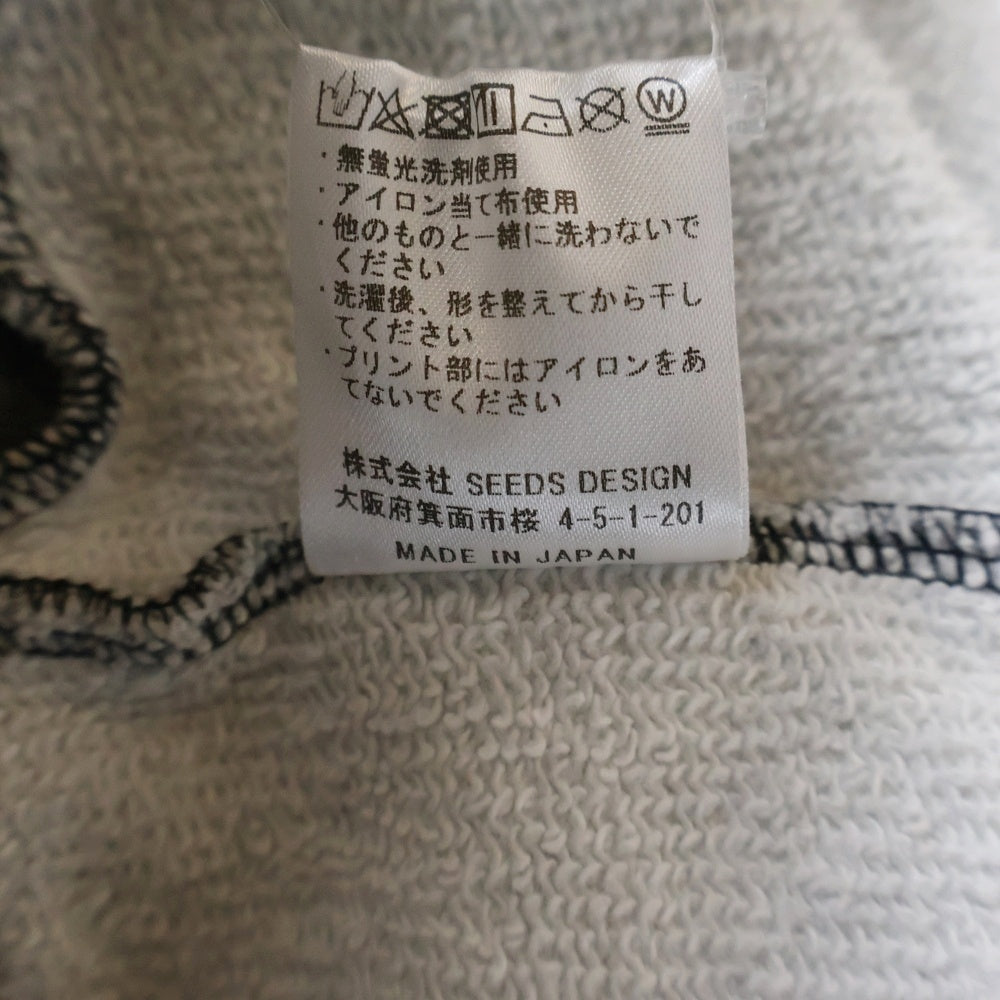 W
・無蛍光洗剤使用
・アイロン当て布使用
・他のものと一緒に洗わないで
ください
・洗濯後、形を整えてから干し
てください
・プリント部にはアイロンをあ
てないでください
株式会社 SEEDS DESIGN
大阪府箕面市桜 4-5-1-201
MADE IN JAPAN